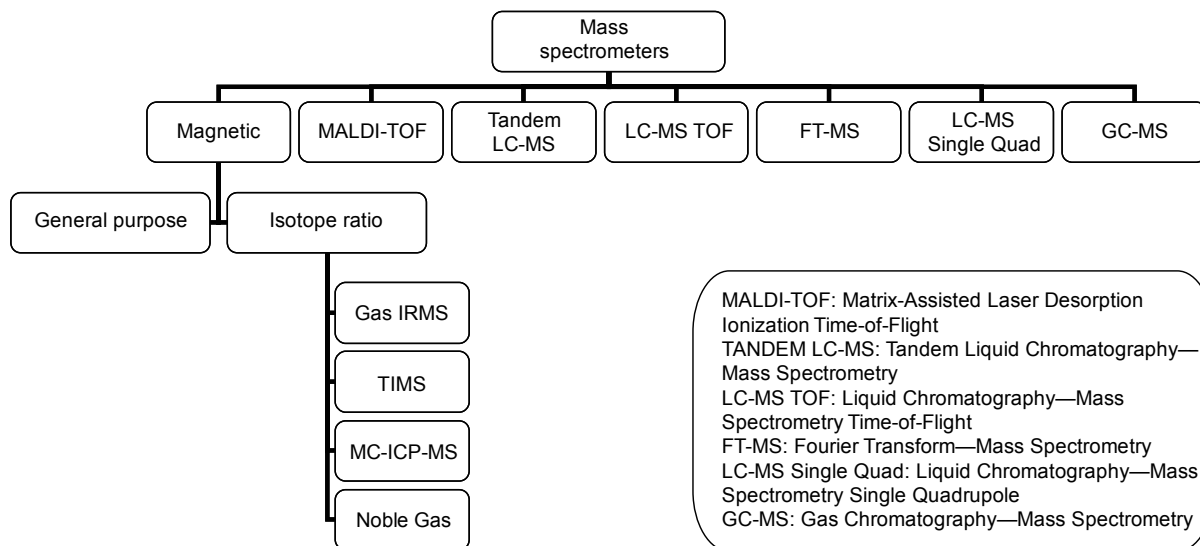 Mass
spectrometers
Magnetic
MALDI-TOF
Tandem
LC-MS
LC-MS TOF
FT-MS
LC-MS
Single Quad
GC-MS
General purpose
Isotope ratio
Gas IRMS
TIMS
MC-ICP-MS
Noble Gas
MALDI-TOF: Matrix-Assisted Laser Desorption
Ionization Time-of-Flight
TANDEM LC-MS: Tandem Liquid Chromatography—
Mass Spectrometry
LC-MS TOF: Liquid Chromatography—Mass
Spectrometry Time-of-Flight
FT-MS: Fourier Transform—Mass Spectrometry
LC-MS Single Quad: Liquid Chromatography—Mass
Spectrometry Single Quadrupole
GC-MS: Gas Chromatography—Mass Spectrometry